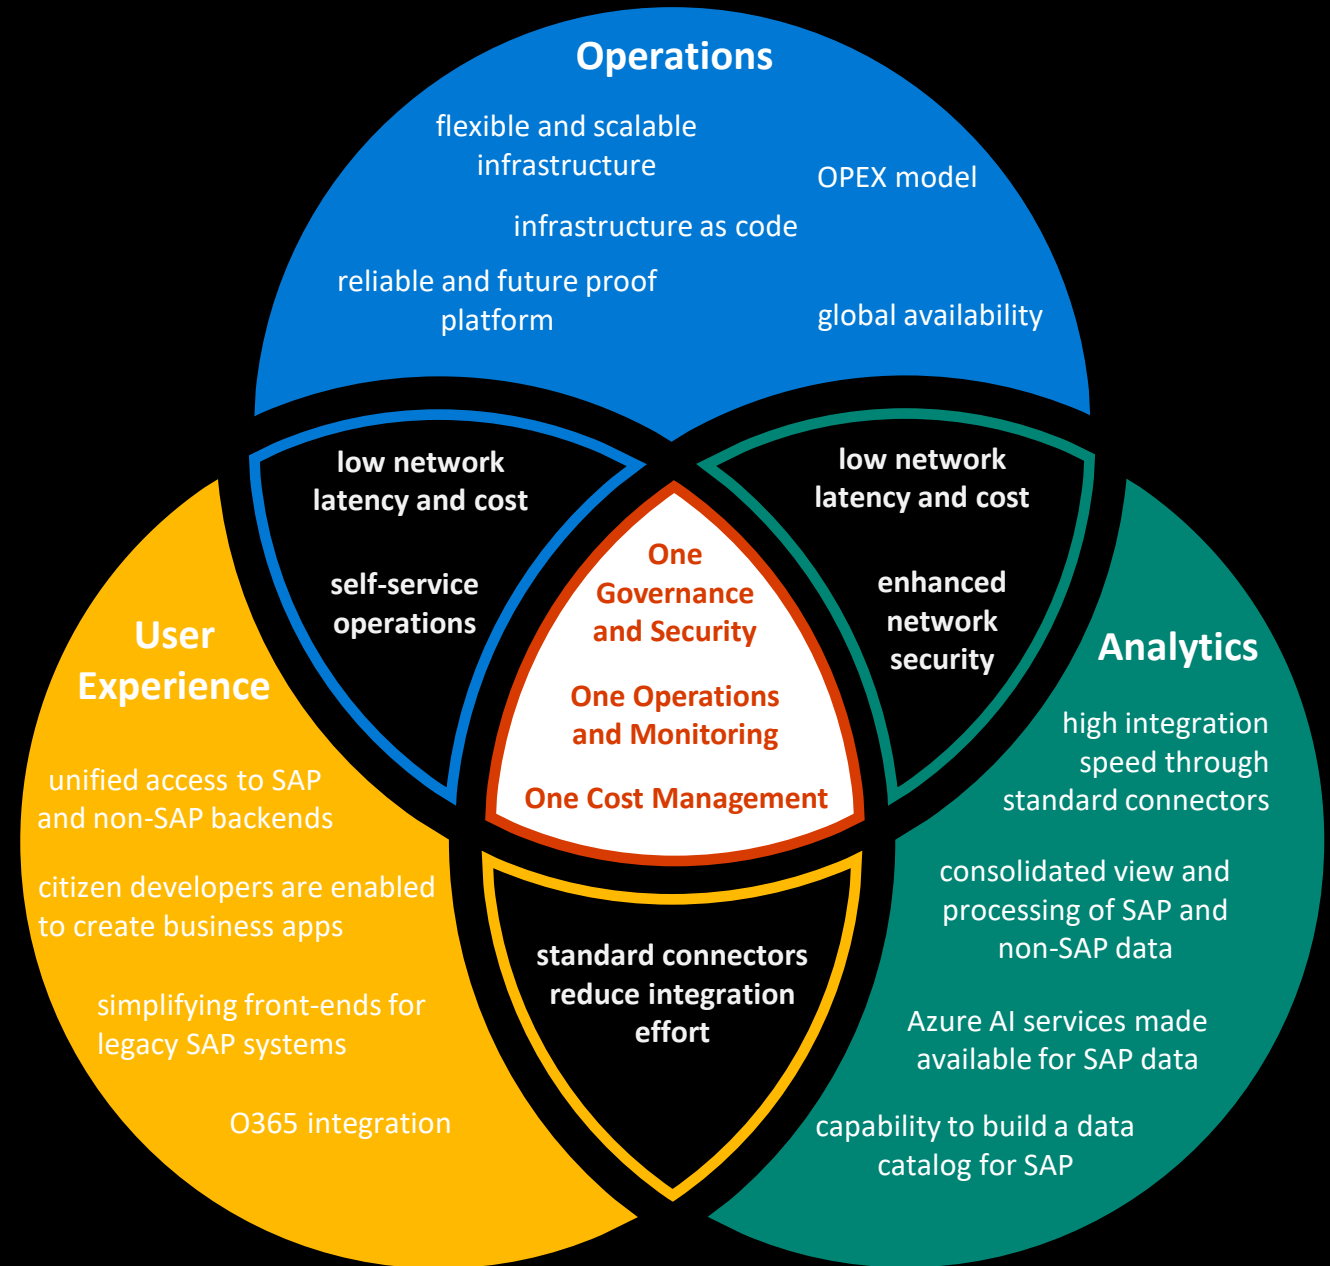 Operations
flexible and scalable
infrastructure
OPEX model
infrastructure as code
reliable and future proof
platform
global availability
low network
latency and cost
self-service
operations
low network
latency and cost
enhanced
network
security
One
Governance
and Security
One Operations
and Monitoring
One Cost Management
User
Experience
unified access to SAP
and non-SAP backends
citizen developers are enabled
to create business apps
simplifying front-ends for
legacy SAP systems
O365 integration
Analytics
high integration
speed through
standard connectors
consolidated view and
processing of SAP and
non-SAP data
Azure AI services made
available for SAP data
capability to build a data
catalog for SAP
standard connectors
reduce integration
effort